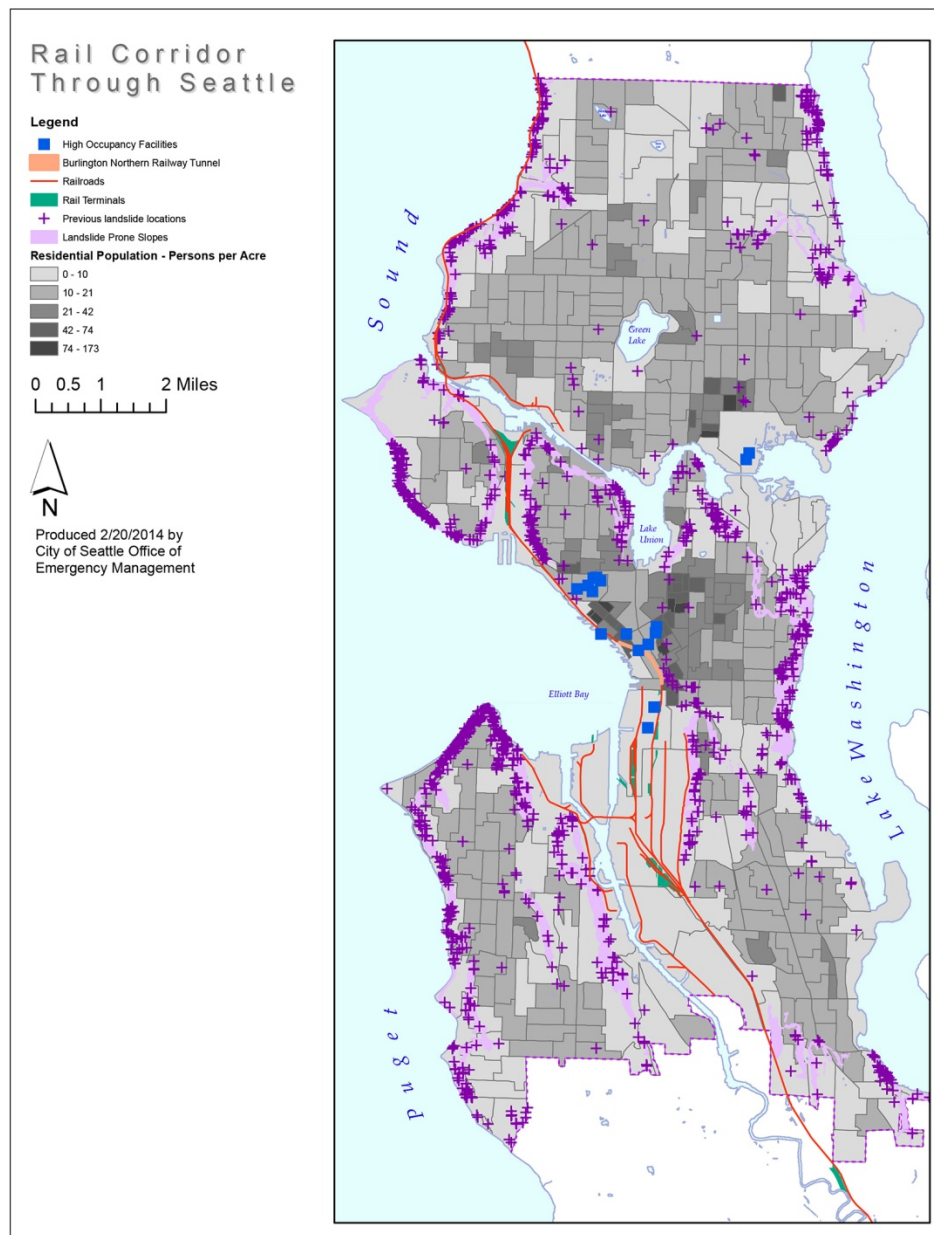 Rail Corridor
Through Seattle
Legend
High Occupancy Facilities
Burlington Northern Railway Tunnel
Railroads
Rail Terminals
Previous landslide locations
Landslide Prone Slopes
Residential Population - Persons per Acre
0 - 10
10 - 21
21 - 42
42 - 74
74 - 173
0 0.5 1 2 Miles
N
Produced 2/20/2014 by
City of Seattle Office of
Emergency Management
Sound
Green
Lake
Lake
Union
Lake Washington
Elliott Bay
Puget